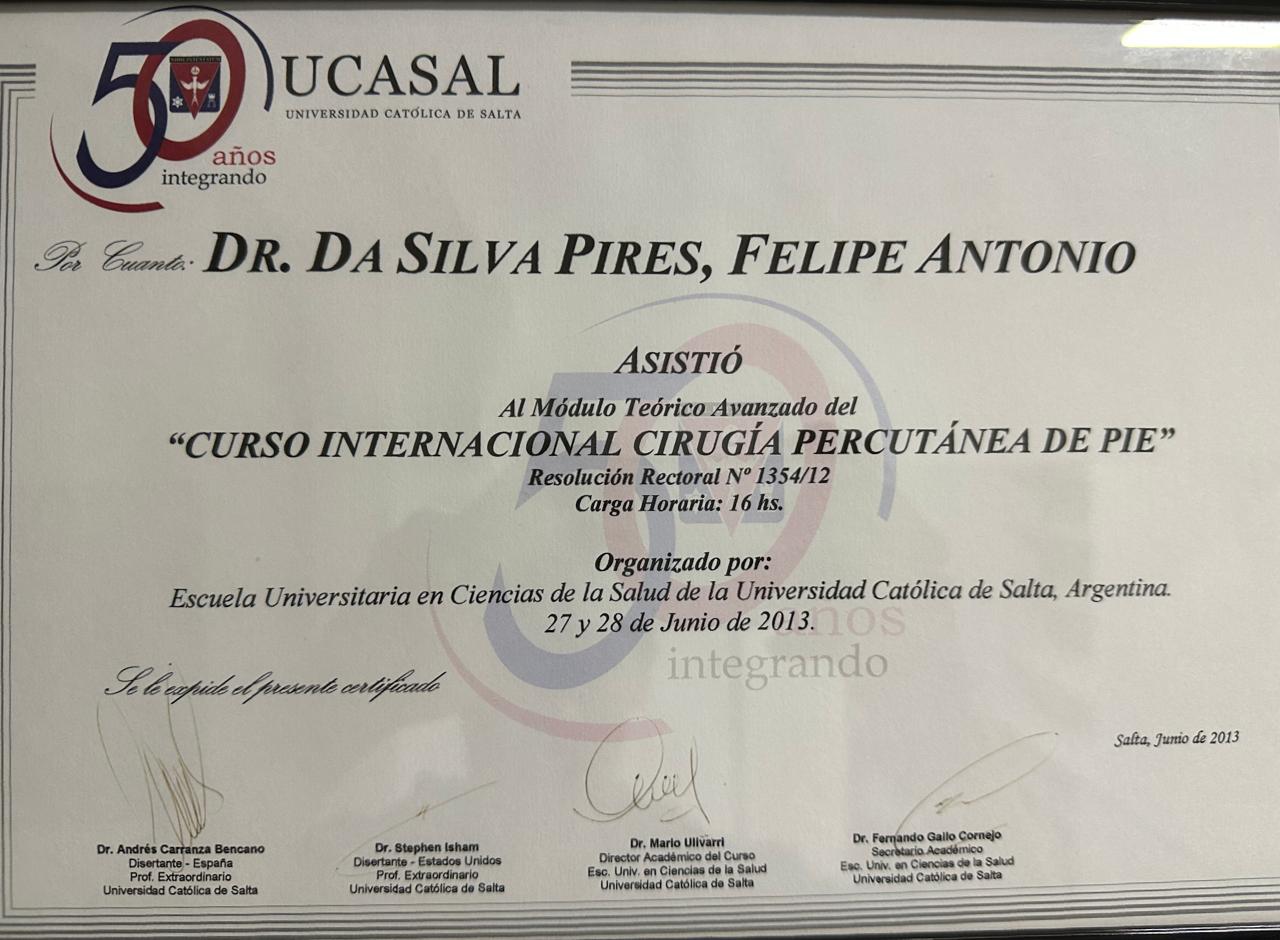 50
UCASAL
UNIVERSIDAD CATÓLICA DE SALTA
años
integrando
Por Cuanto: DR. DA SILVA PIRES, FELIPE ANTONIO
ASISTIÓ
Al Módulo Teórico Avanzado del
“CURSO INTERNACIONAL CIRUGÍA PERCUTÁNEA DE PIE”
Resolución Rectoral Nº 1354/12
Carga Horaria: 16 hs.
Organizado por:
Escuela Universitaria en Ciencias de la Salud de la Universidad Católica de Salta, Argentina.
27 y 28 de Junio de 2013.
años
integrando
Se le expide el presente certificado
Salta, Junio de 2013
Dr. Andrés Carranza Bencano
Disertante - España
Prof. Extraordinario
Universidad Católica de Salta
Dr. Stephen Isham
Disertante - Estados Unidos
Prof. Extraordinario
Universidad Católica de Salta
Dr. Mario Ulivarri
Director Académico del Curso
Esc. Univ. en Ciencias de la Salud
Universidad Católica de Salta
Dr. Fernando Gallo Cornejo
Secretario Académico
Esc. Univ. en Ciencias de la Salud
Universidad Católica de Salta